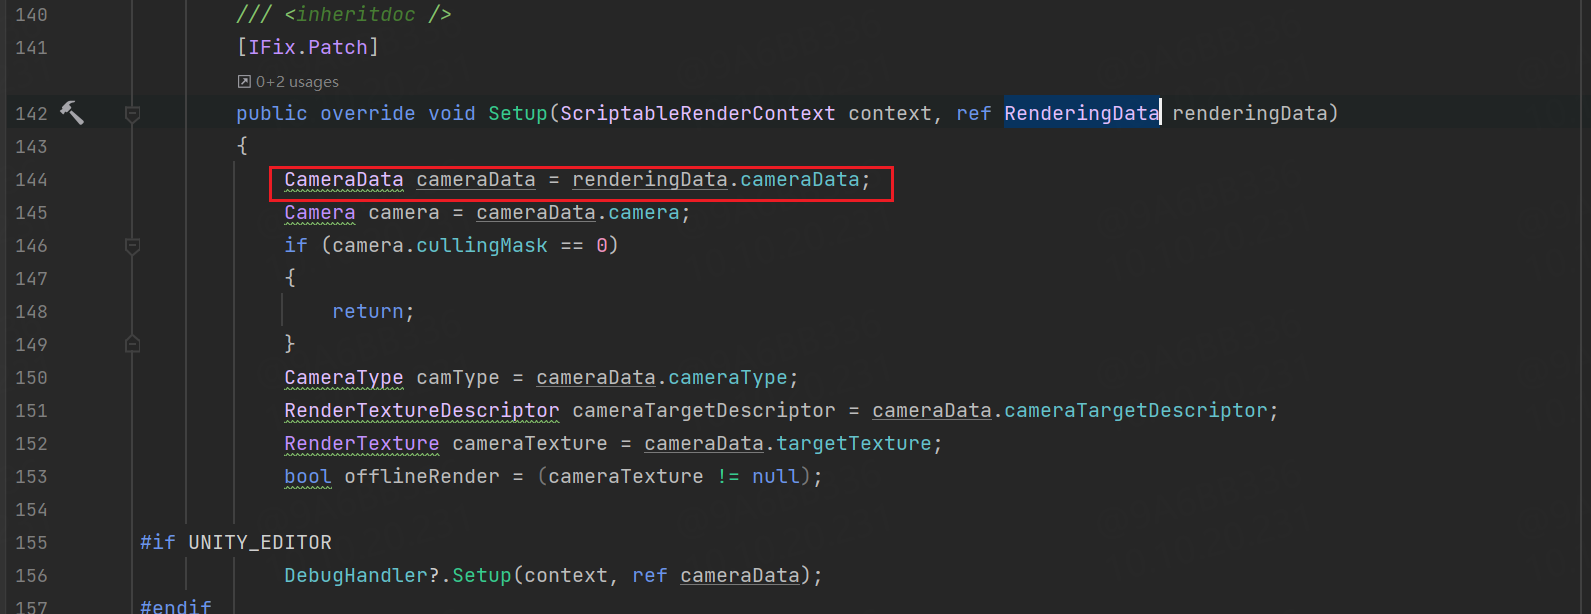 140 /// <inheritdoc />
141 [IFix.Patch]
0+2 usages
142 public override void Setup(ScriptableRenderContext context, ref RenderingData renderingData)
143 {
144 CameraData cameraData = renderingData.cameraData;
145 Camera camera = cameraData.camera;
146 if (camera.cullingMask == 0)
147 {
148 return;
149 }
150 CameraType camType = cameraData.cameraType;
151 RenderTextureDescriptor cameraTargetDescriptor = cameraData.cameraTargetDescriptor;
152 RenderTexture cameraTexture = cameraData.targetTexture;
153 bool offlineRender = (cameraTexture != null);
154
155 #if UNITY_EDITOR
156 DebugHandler?.Setup(context, ref cameraData);
157 #endif